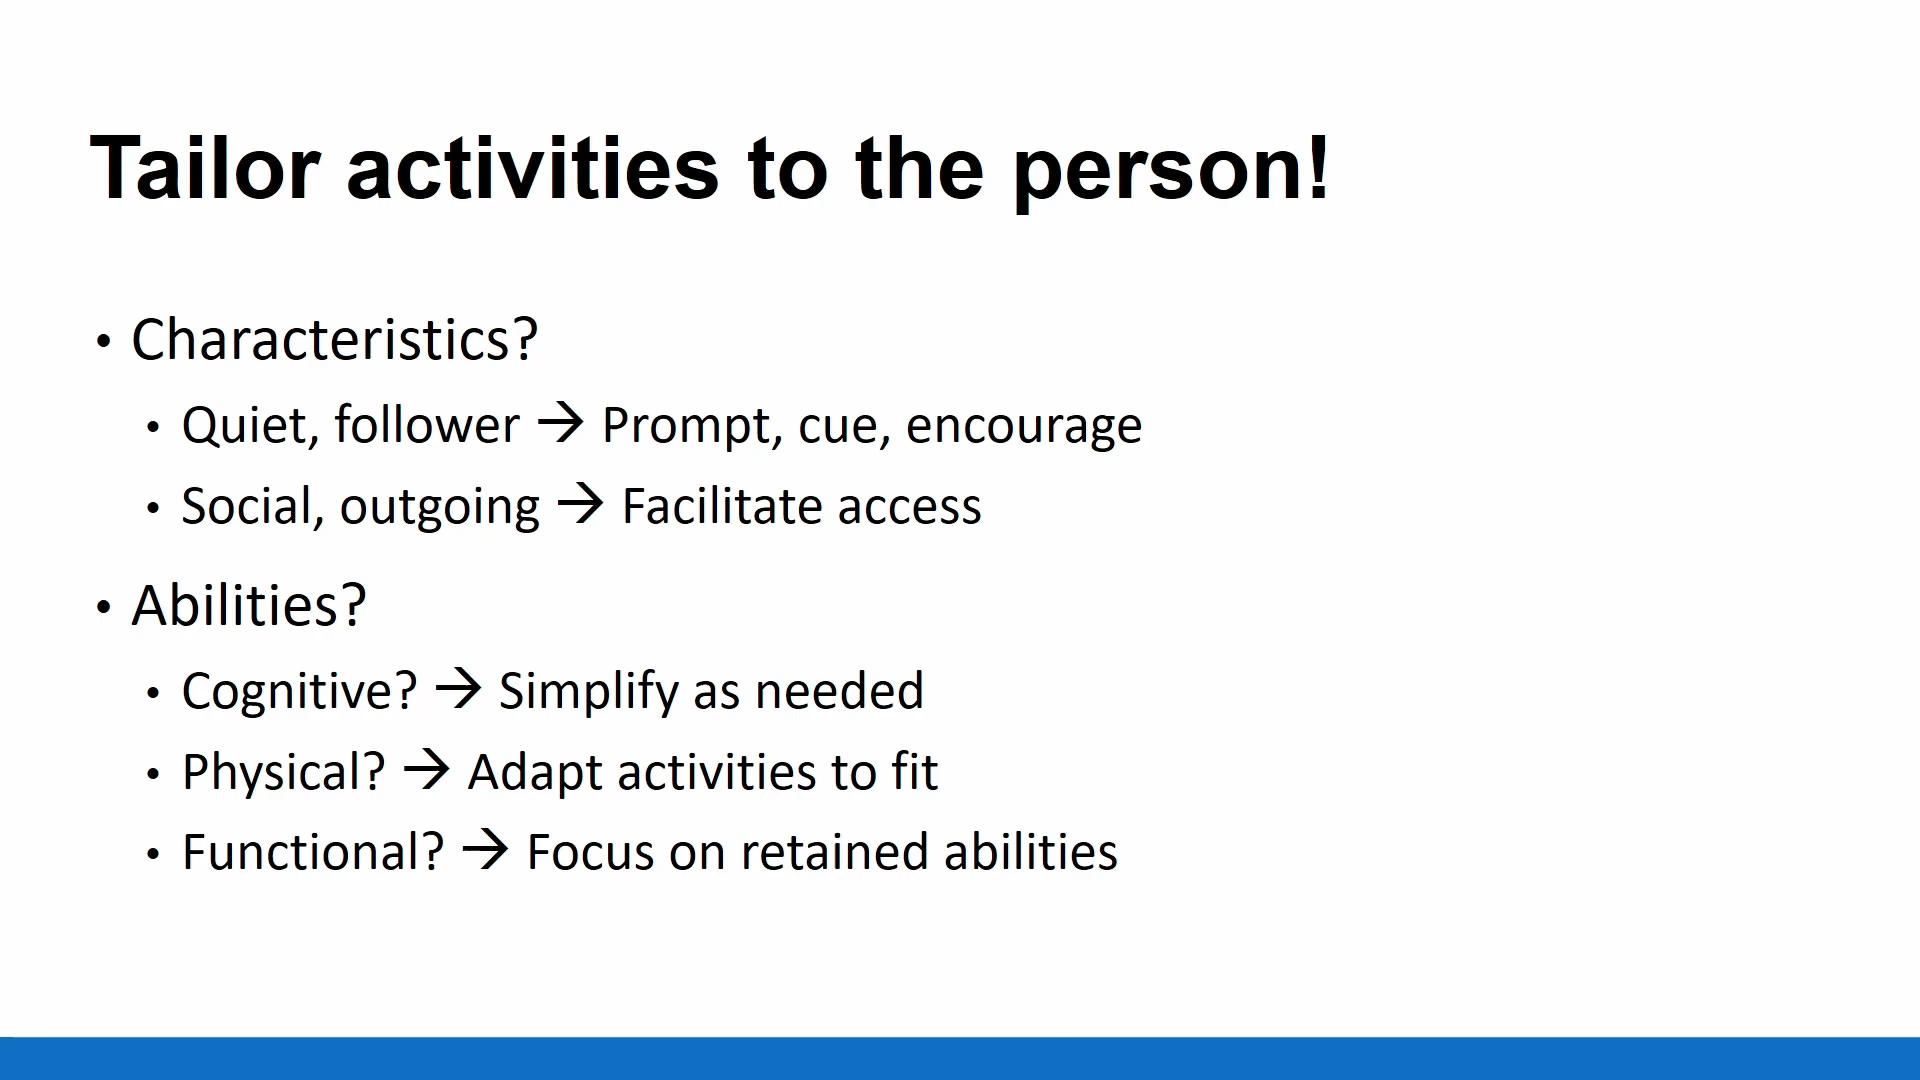 Tailor activities to the person!
• Characteristics?
• Quiet, follower → Prompt, cue, encourage
• Social, outgoing → Facilitate access
• Abilities?
• Cognitive? → Simplify as needed
• Physical? → Adapt activities to fit
• Functional? → Focus on retained abilities